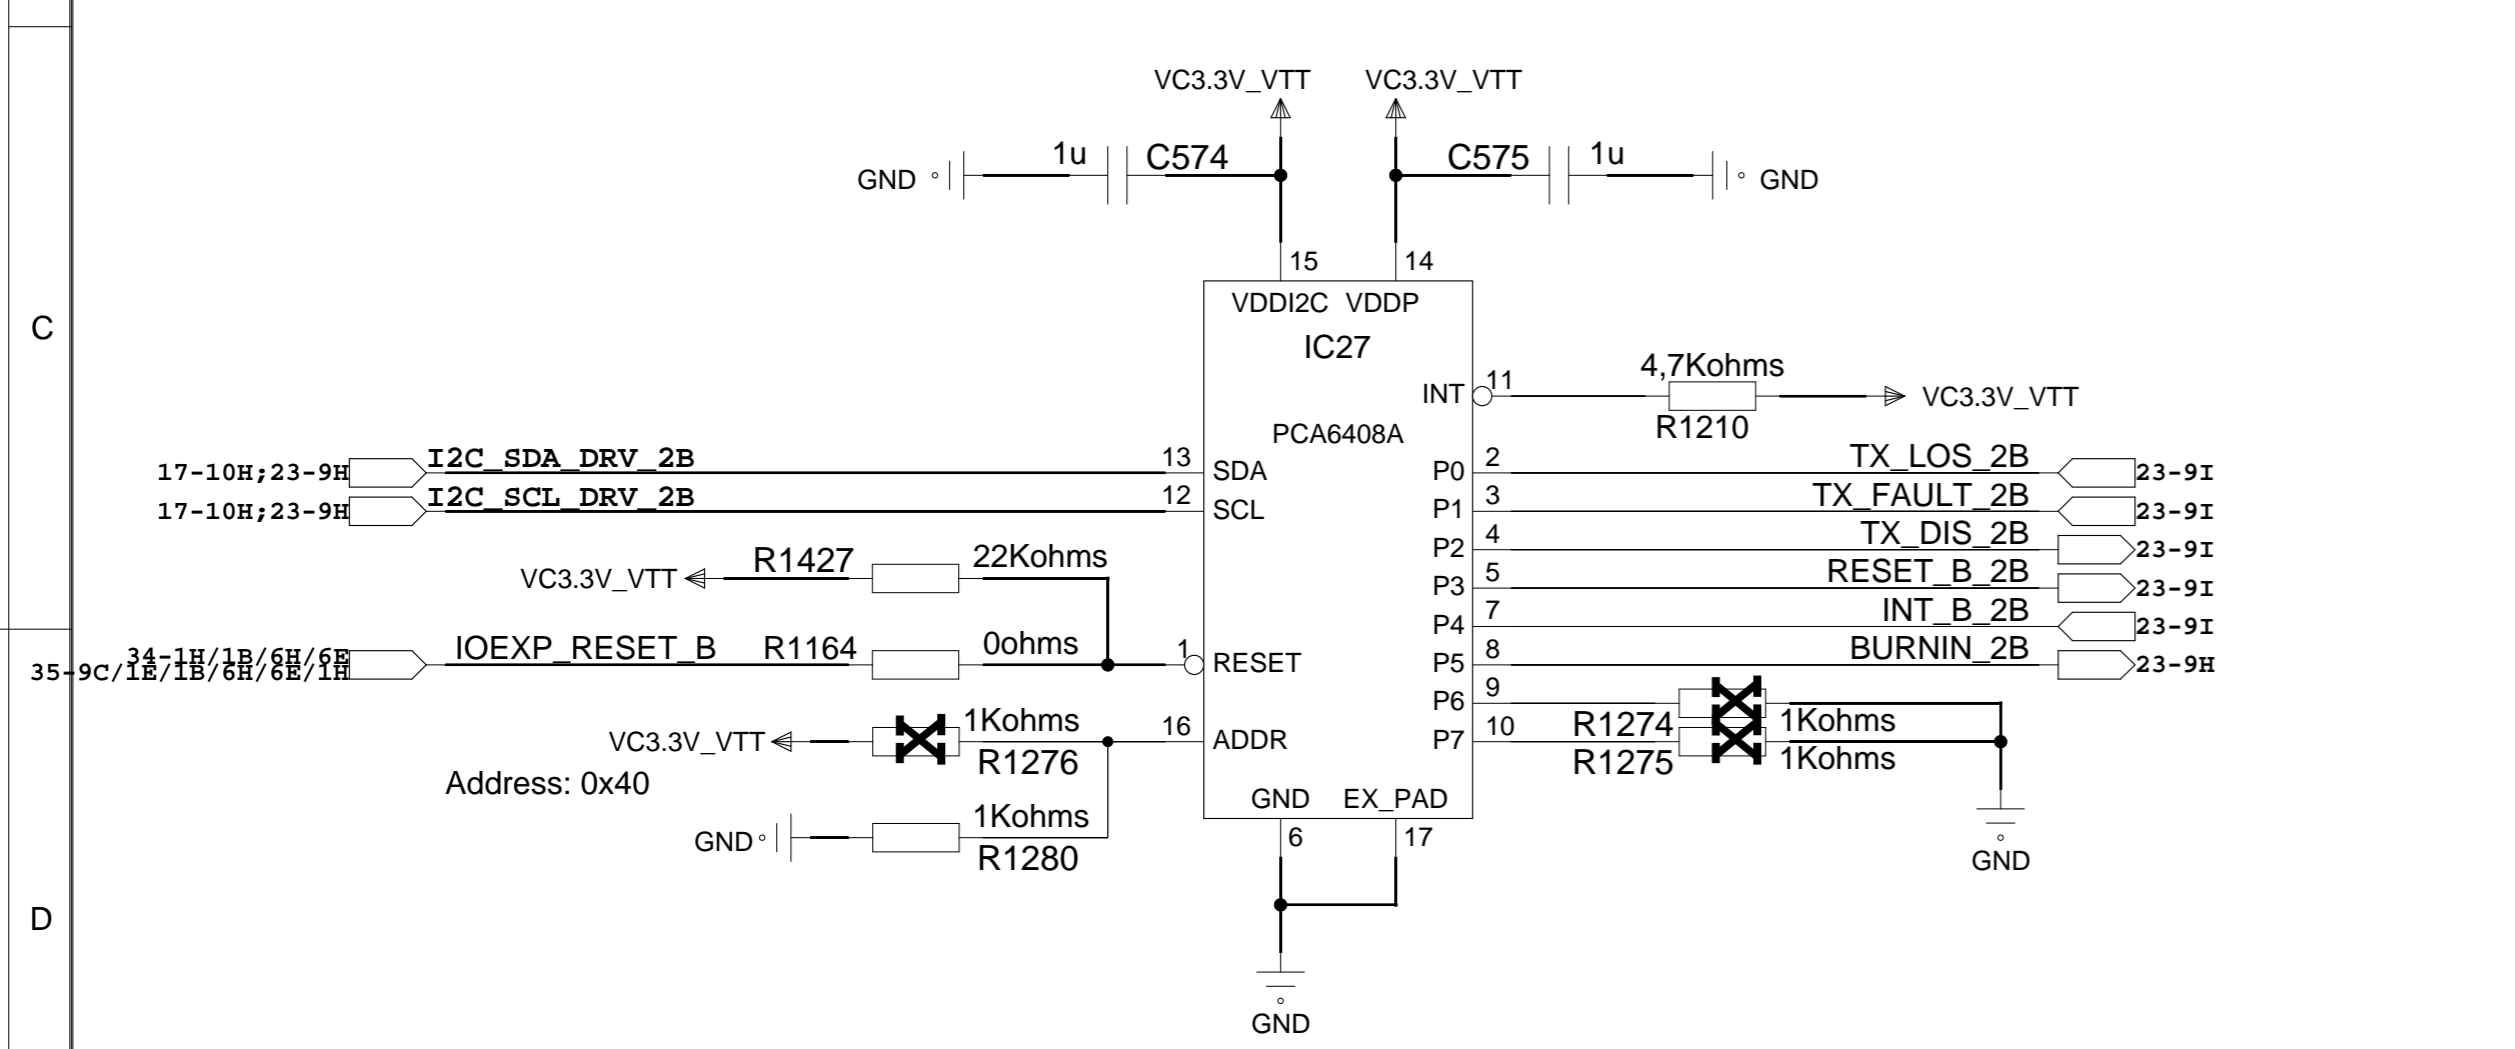 VC3.3V_VTT VC3.3V_VTT
GND 1u C574 C575 1u GND
15 14
VDDI2C VDDP
C
IC27
4,7Kohms
INT 11 VC3.3V_VTT
R1210
PCA6408A
17-10H;23-9H I2C_SDA_DRV_2B 13 SDA P0 2 TX_LOS_2B 23-9I
17-10H;23-9H I2C_SCL_DRV_2B 12 SCL P1 3 TX_FAULT_2B 23-9I
P2 4 TX_DIS_2B 23-9I
VC3.3V_VTT R1427 22Kohms P3 5 RESET_B_2B 23-9I
P4 7 INT_B_2B 23-9I
34-1H/1B/6H/6E
35-9C/1E/1B/6H/6E/1H IOEXP_RESET_B R1164 0ohms 1 RESET P5 8 BURNIN_2B 23-9H
P6 9 R1274 1Kohms
VC3.3V_VTT 1Kohms R1276 16 ADDR P7 10 R1275 1Kohms
Address: 0x40
GND EX_PAD
GND 1Kohms R1280 6 17 GND
D
GND